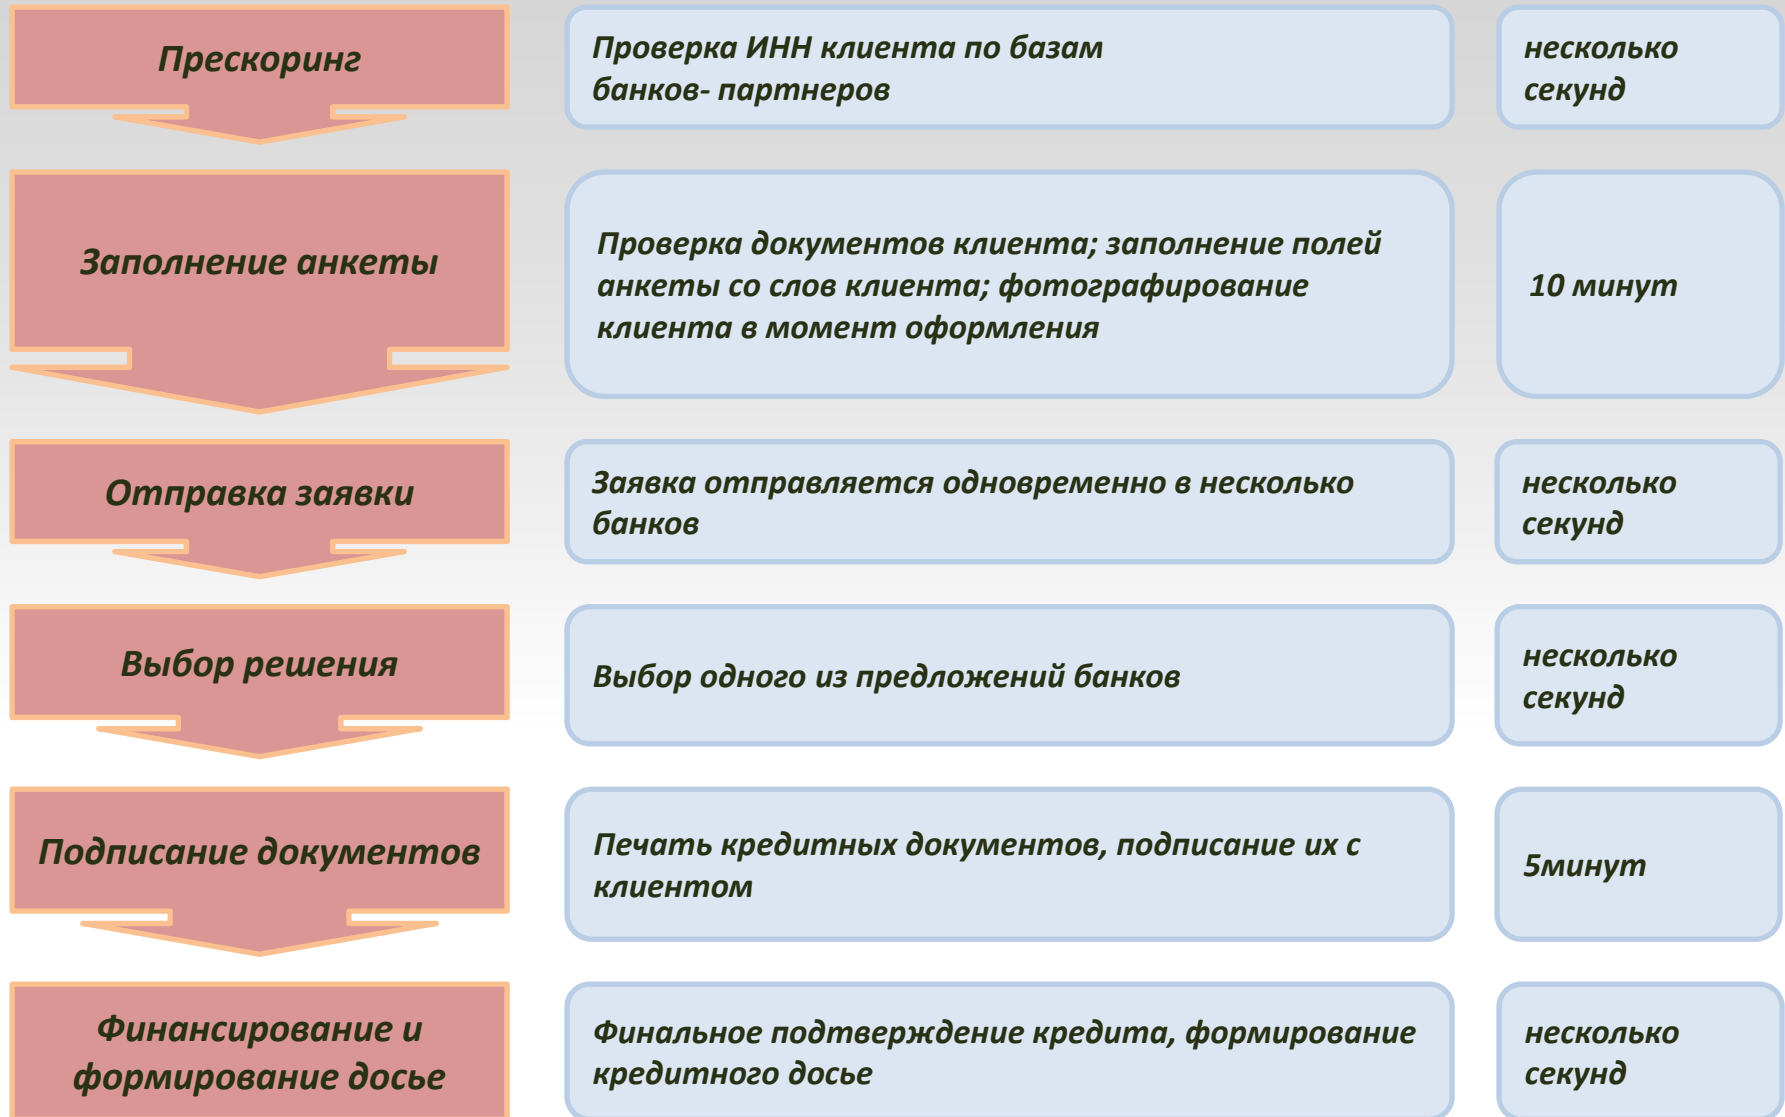 Прескоринг
Проверка ИНН клиента по базам
банков- партнеров
несколько
секунд
Заполнение анкеты
Проверка документов клиента; заполнение полей
анкеты со слов клиента; фотографирование
клиента в момент оформления
10 минут
Отправка заявки
Заявка отправляется одновременно в несколько
банков
несколько
секунд
Выбор решения
Выбор одного из предложений банков
несколько
секунд
Подписание документов
Печать кредитных документов, подписание их с
клиентом
5минут
Финансирование и
формирование досье
Финальное подтверждение кредита, формирование
кредитного досье
несколько
секунд